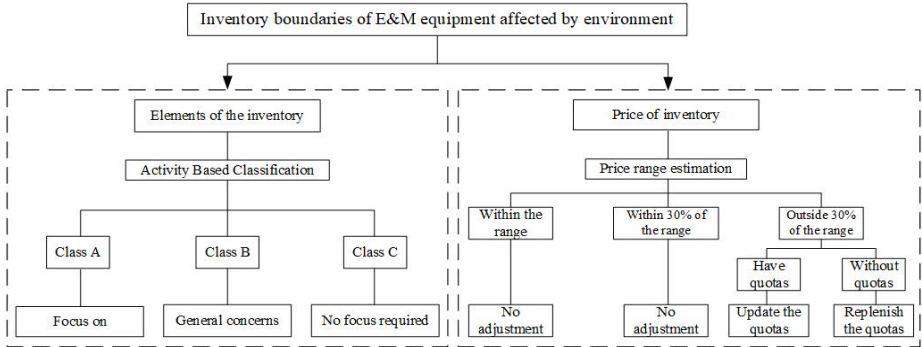 Inventory boundaries of E&M equipment affected by environment
Elements of the inventory
Activity Based Classification
Class A
Class B
Class C
Focus on
General concerns
No focus required
Price of inventory
Price range estimation
Within the
range
Within 30% of
the range
Outside 30%
of the range
Have
quotas
Without
quotas
No
adjustment
No
adjustment
Update the
quotas
Replenish
the quotas